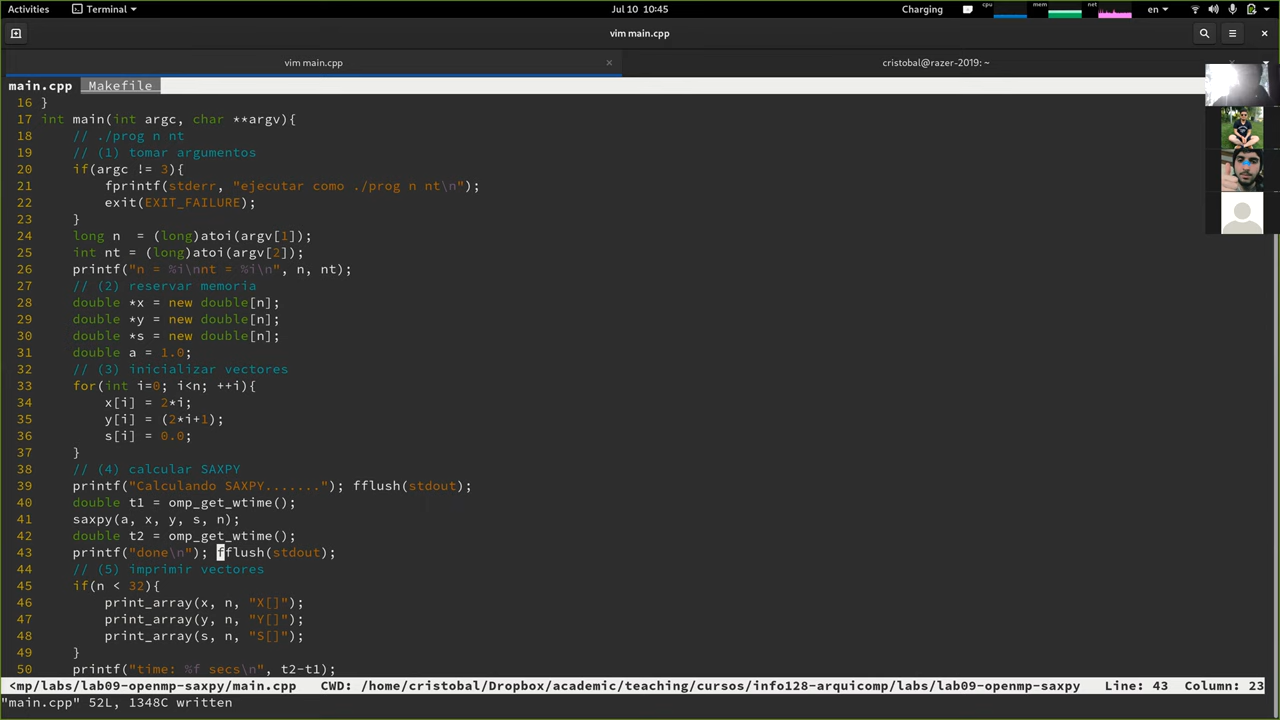 Activities Terminal Jul 10 10:45 Charging cpu mem net en
vim main.cpp
vim main.cpp × cristobal@razer-2019: ~
main.cpp Makefile
16 }
17 int main(int argc, char **argv){
18 // ./prog n nt
19 // (1) tomar argumentos
20 if(argc != 3){
21 fprintf(stderr, "ejecutar como ./prog n nt\n");
22 exit(EXIT_FAILURE);
23 }
24 long n  = (long)atoi(argv[1]);
25 int nt = (long)atoi(argv[2]);
26 printf("n = %i\nnt = %i\n", n, nt);
27 // (2) reservar memoria
28 double *x = new double[n];
29 double *y = new double[n];
30 double *s = new double[n];
31 double a = 1.0;
32 // (3) inicializar vectores
33 for(int i=0; i<n; ++i){
34 x[i] = 2*i;
35 y[i] = (2*i+1);
36 s[i] = 0.0;
37 }
38 // (4) calcular SAXPY
39 printf("Calculando SAXPY......."); fflush(stdout);
40 double t1 = omp_get_wtime();
41 saxpy(a, x, y, s, n);
42 double t2 = omp_get_wtime();
43 printf("done\n"); fflush(stdout);
44 // (5) imprimir vectores
45 if(n < 32){
46 print_array(x, n, "X[]");
47 print_array(y, n, "Y[]");
48 print_array(s, n, "S[]");
49 }
50 printf("time: %f secs\n", t2-t1);
<mp/labs/lab09-openmp-saxpy/main.cpp CWD: /home/cristobal/Dropbox/academic/teaching/cursos/info128-arquicomp/labs/lab09-openmp-saxpy Line: 43 Column: 23
"main.cpp" 52L, 1348C written